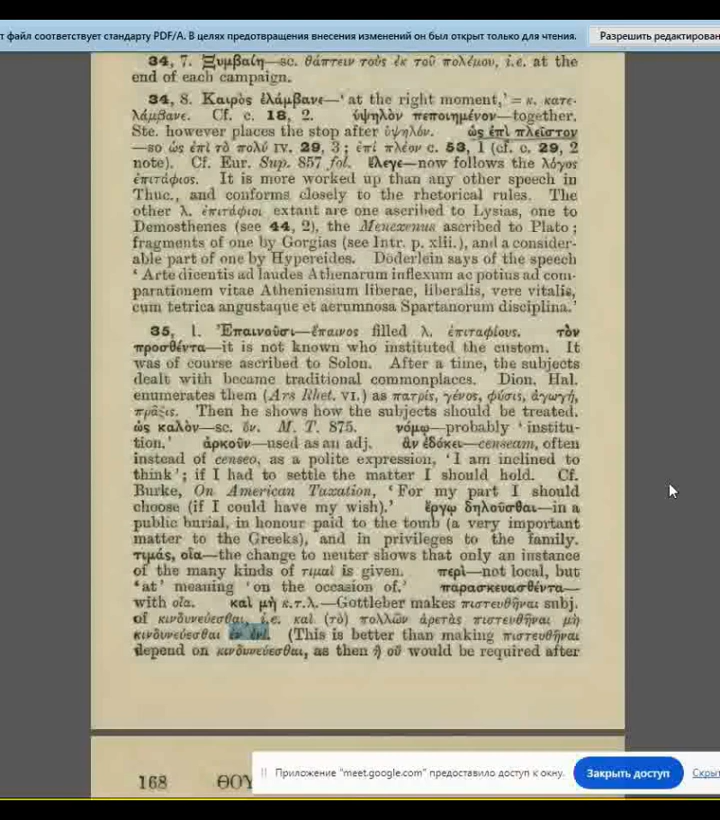 т файл соответствует стандарту PDF/A. В целях предотвращения внесения изменений он был открыт только для чтения.
Разрешить редактирован
34, 7. Ξυμβαίη—sc. θάπτειν τοὺς ἐκ τοῦ πολέμου, i.e. at the
end of each campaign.
34, 8. Καιρὸς ἐλάμβανε—‘at the right moment,’ = κ. κατε-
λάμβανε. Cf. c. 18, 2. ὑψηλὸν πεποιημένον—together.
Ste. however places the stop after ὑψηλόν. ὡς ἐπὶ πλεῖστον
—so ὡς ἐπὶ τὸ πολύ IV. 29, 3; ἐπὶ πλέον c. 53, 1 (cf. c. 29, 2
note). Cf. Eur. Sup. 857 fol. ἔλεγε—now follows the λόγος
ἐπιτάφιος. It is more worked up than any other speech in
Thuc., and conforms closely to the rhetorical rules. The
other λ. ἐπιτάφιοι extant are one ascribed to Lysias, one to
Demosthenes (see 44, 2), the Menexenus ascribed to Plato;
fragments of one by Gorgias (see Intr. p. xlii.), and a consider-
able part of one by Hypereides. Döderlein says of the speech
‘Arte dicentis ad laudes Athenarum inflexum ac potius ad com-
parationem vitae Atheniensium liberae, liberalis, vere vitalis,
cum tetrica angustaque et aerumnosa Spartanorum disciplina.’
35, 1. Ἐπαινοῦσι—ἔπαινος filled λ. ἐπιταφίους. τὸν
προσθέντα—it is not known who instituted the custom. It
was of course ascribed to Solon. After a time, the subjects
dealt with became traditional commonplaces. Dion. Hal.
enumerates them (Ars Rhet. VI.) as πατρίς, γένος, φύσις, ἀγωγή,
πρᾶξις. Then he shows how the subjects should be treated.
ὡς καλὸν—sc. ὄν. M. T. 875. νόμῳ—probably ‘institu-
tion.’ ἀρκοῦν—used as an adj. ἂν ἐδόκει—censeam, often
instead of censeo, as a polite expression, ‘I am inclined to
think’; if I had to settle the matter I should hold. Cf.
Burke, On American Taxation, ‘For my part I should
choose (if I could have my wish).’ ἔργῳ δηλοῦσθαι—in a
public burial, in honour paid to the tomb (a very important
matter to the Greeks), and in privileges to the family.
τιμάς, οἷα—the change to neuter shows that only an instance
of the many kinds of τιμαί is given. περὶ—not local, but
‘at’ meaning ‘on the occasion of.’ παρασκευασθέντα—
with οἷα. καὶ μὴ κ.τ.λ.—Gottleber makes πιστευθῆναι subj.
of κινδυνεύεσθαι, i.e. καὶ (τὸ) πολλῶν ἀρετὰς πιστευθῆναι μὴ
κινδυνεύεσθαι ἐν ἑνί. (This is better than making πιστευθῆναι
depend on κινδυνεύεσθαι, as then ἢ οὔ would be required after
168 ΘΟΥ
Приложение "meet.google.com" предоставило доступ к окну.
Закрыть доступ
Скрыт